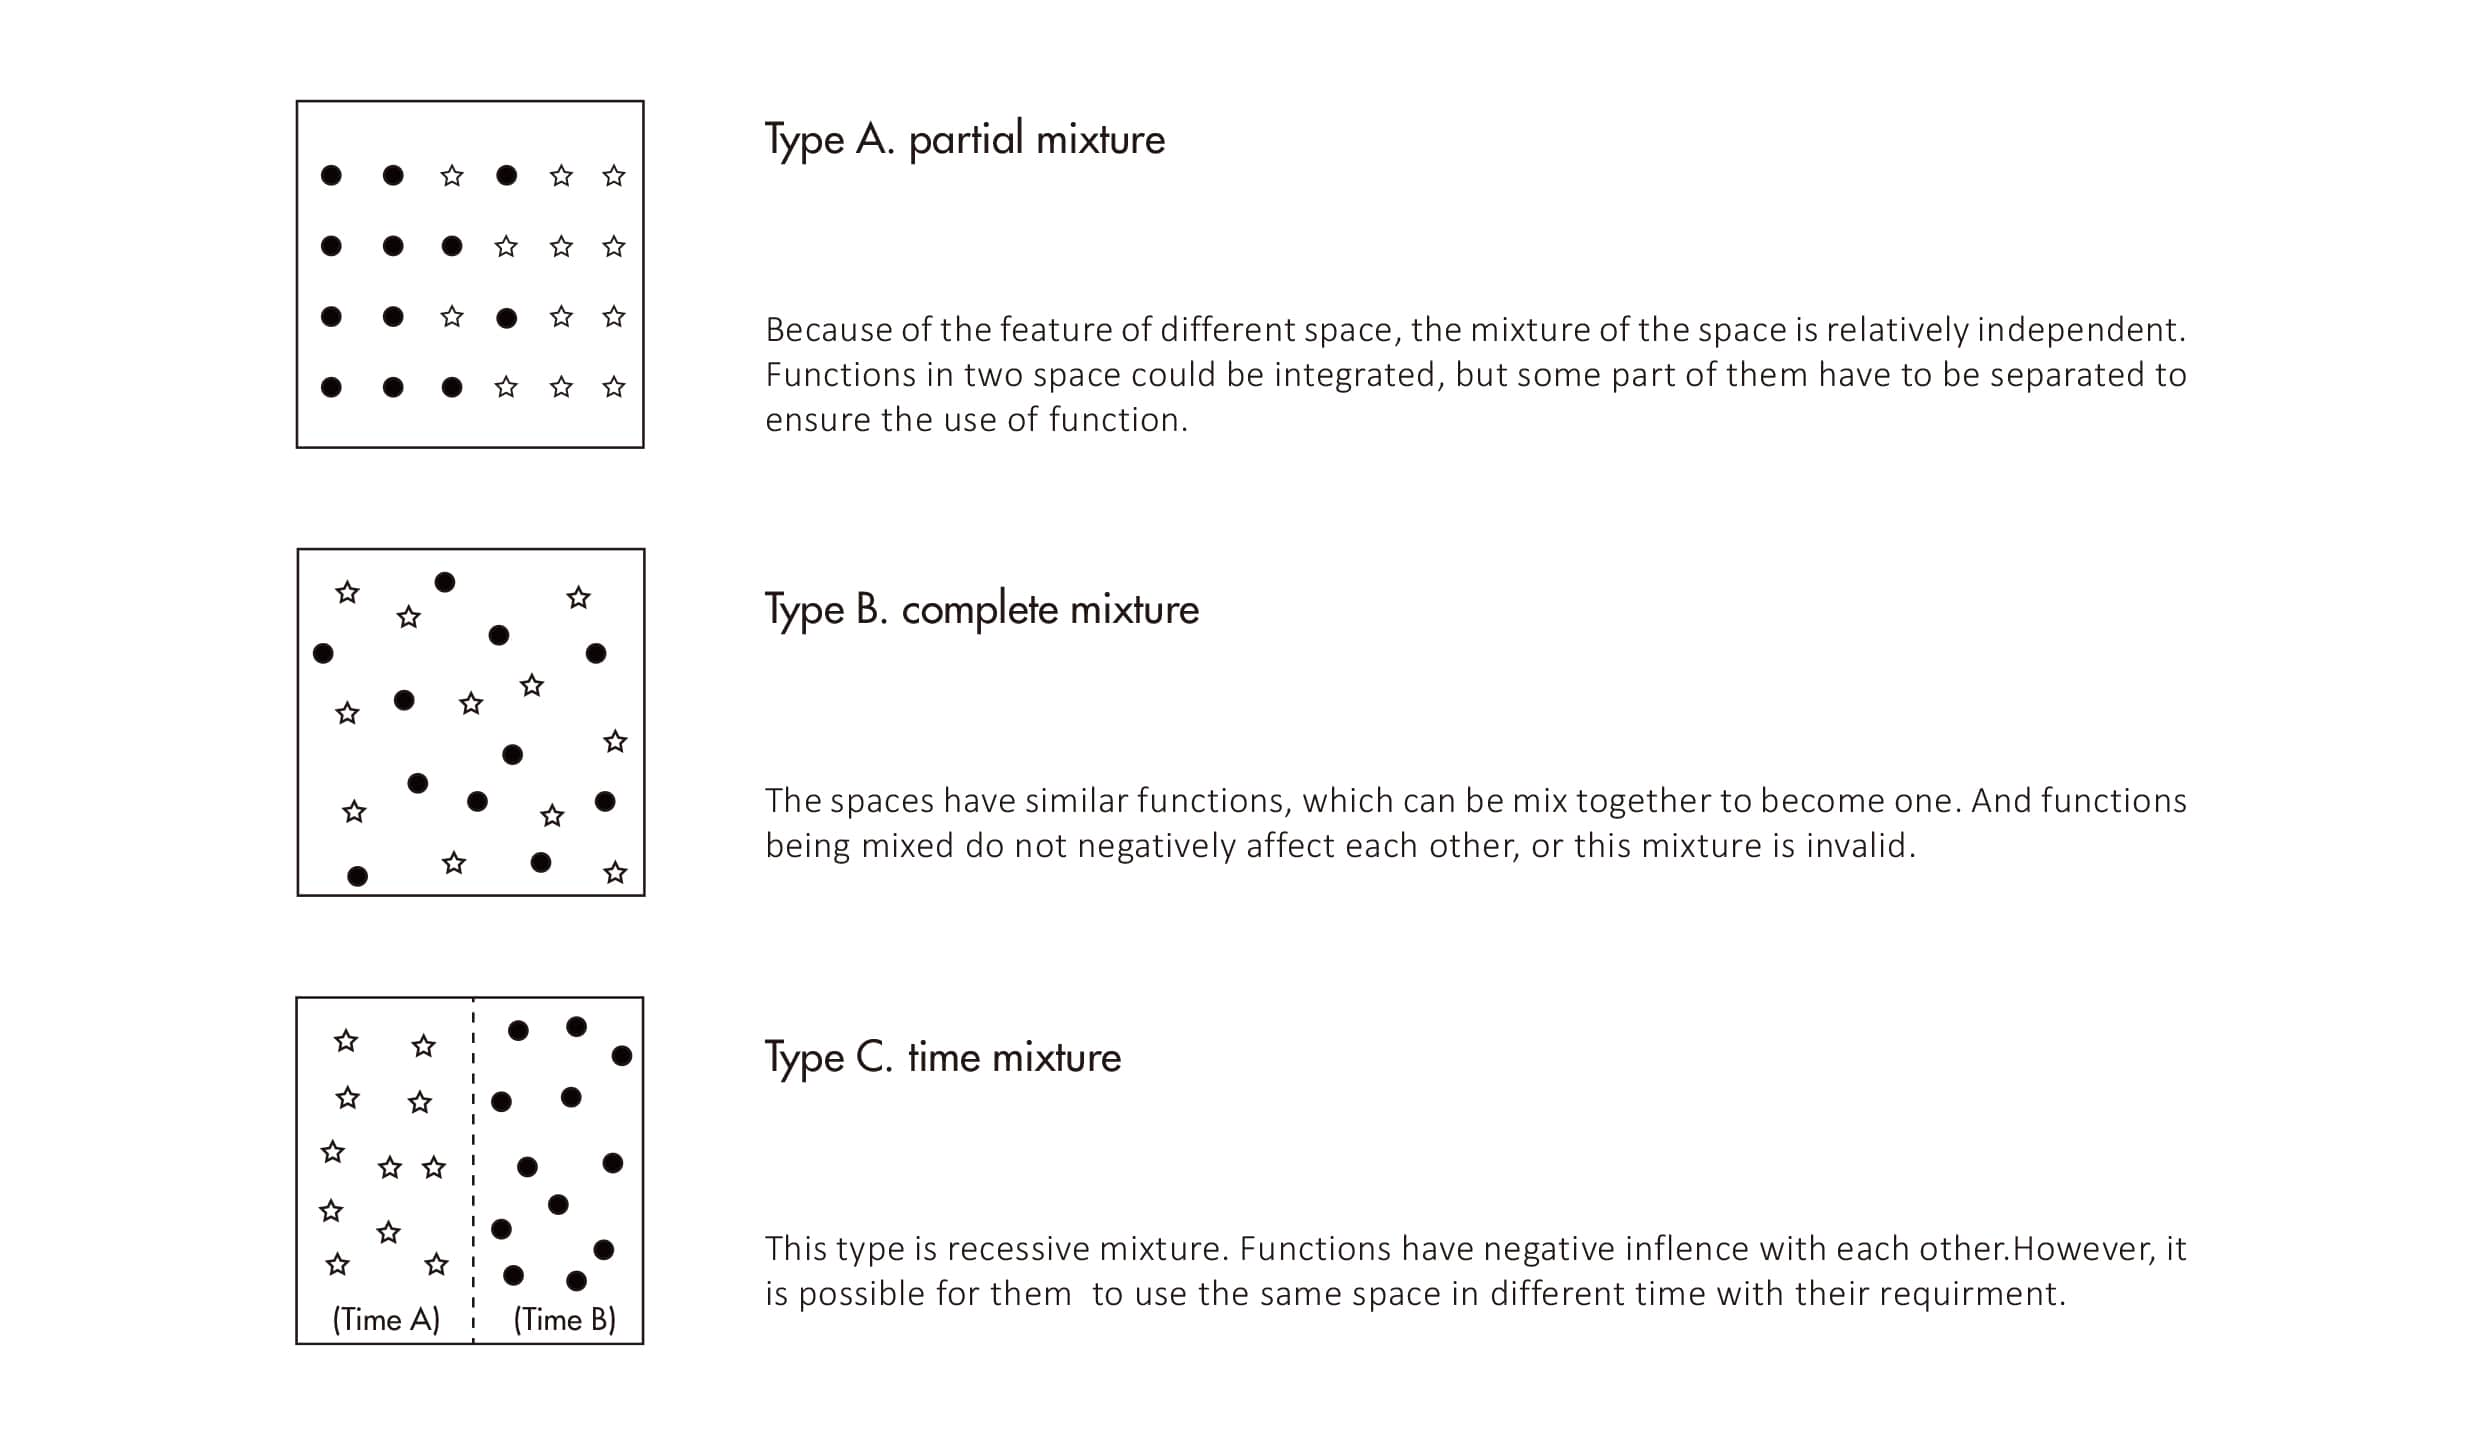 Type A. partial mixture
Because of the feature of different space, the mixture of the space is relatively independent.
Functions in two space could be integrated, but some part of them have to be separated to
ensure the use of function.
Type B. complete mixture
The spaces have similar functions, which can be mix together to become one. And functions
being mixed do not negatively affect each other, or this mixture is invalid.
(Time A)
(Time B)
Type C. time mixture
This type is recessive mixture. Functions have negative inflence with each other.However, it
is possible for them  to use the same space in different time with their requirment.